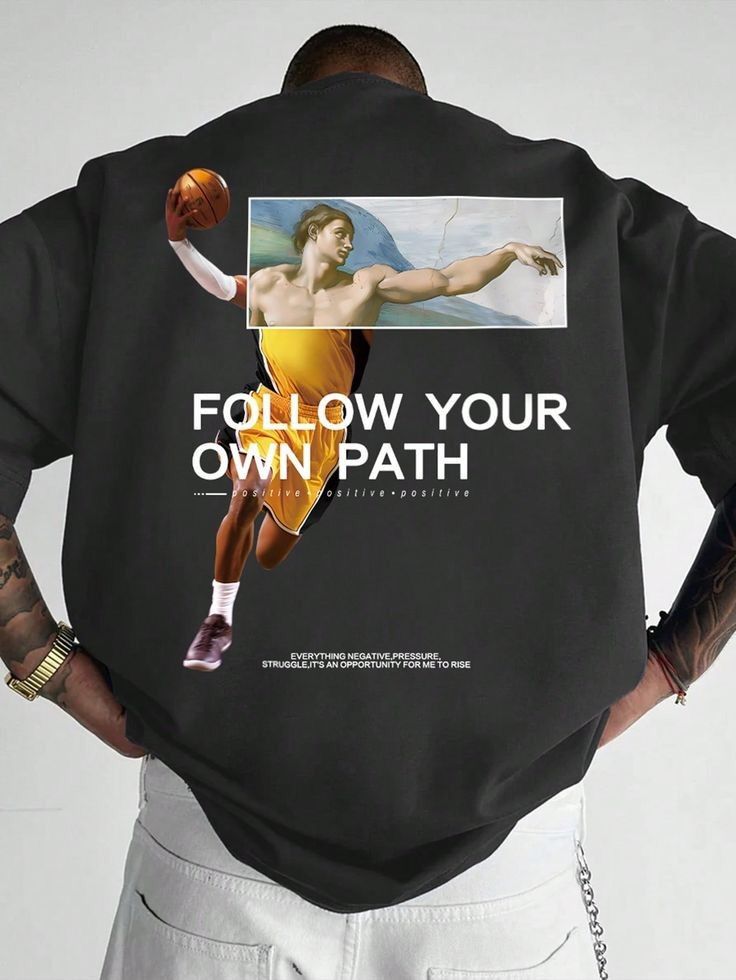 FOLLOW YOUR
OWN PATH
positive•positive•positive
EVERYTHING NEGATIVE,PRESSURE,
STRUGGLE,IT'S AN OPPORTUNITY FOR ME TO RISE